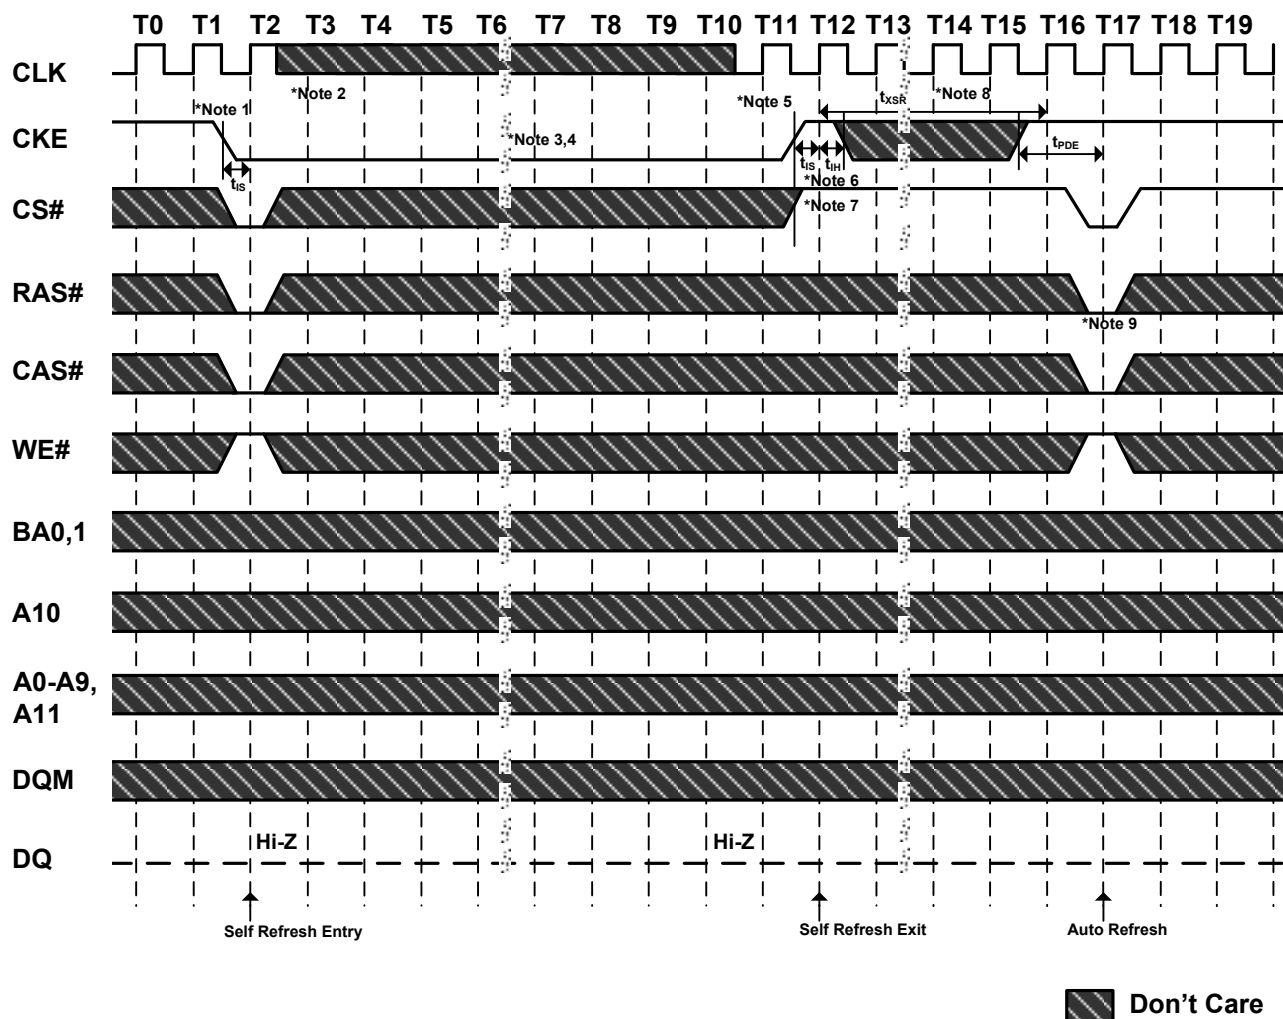 T0 T1 T2 T3 T4 T5 T6 T7 T8 T9 T10 T11 T12 T13 T14 T15 T16 T17 T18 T19
CLK
*Note 2
*Note 5
tXSR
*Note 8
*Note 1
CKE
*Note 3,4
tPDE
tIS
tIS
tIH
*Note 6
CS#
*Note 7
RAS#
*Note 9
CAS#
WE#
BA0,1
A10
A0-A9,
A11
DQM
Hi-Z
Hi-Z
DQ
Self Refresh Entry
Self Refresh Exit
Auto Refresh
Don't Care